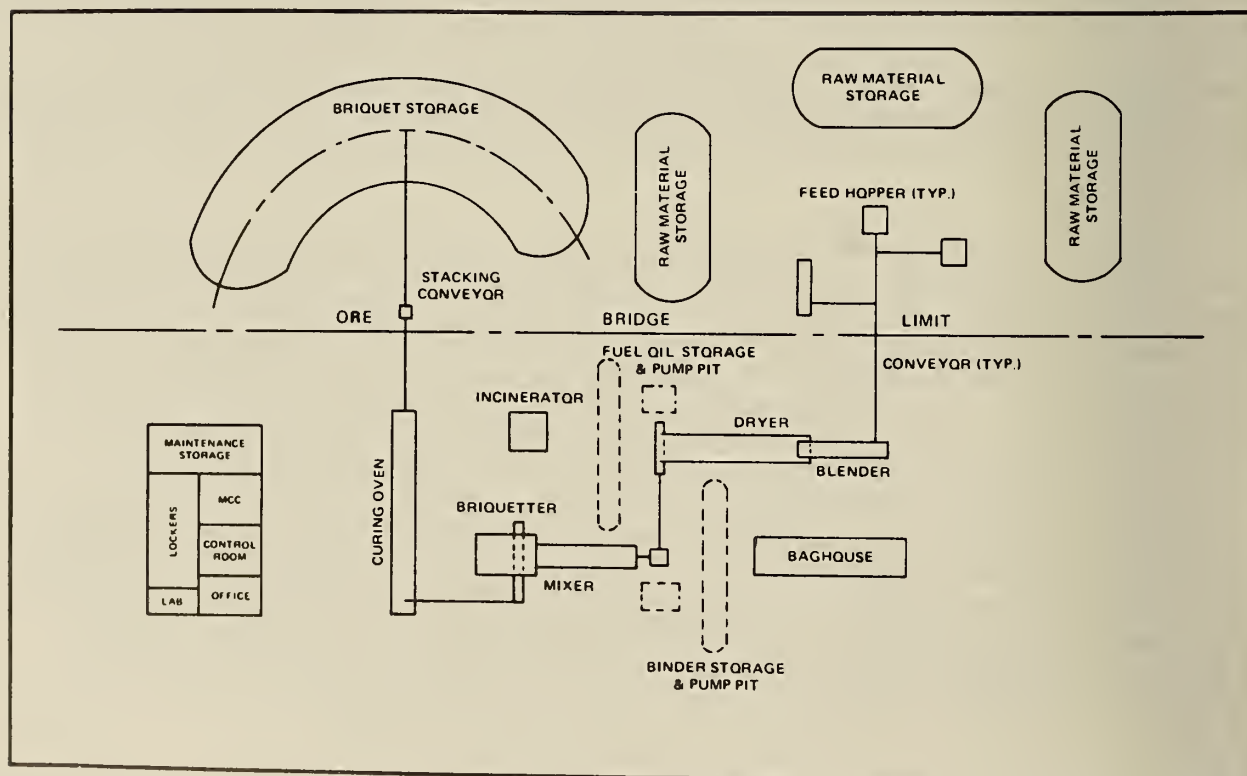 RAW MATERIAL
STORAGE
BRIQUET STORAGE
RAW MATERIAL
STORAGE
RAW MATERIAL
STORAGE
FEED HOPPER (TYP.)
STACKING
CONVEYOR
ORE BRIDGE LIMIT
FUEL OIL STORAGE
& PUMP PIT
CONVEYOR (TYP.)
INCINERATOR
DRYER
BLENDER
MAINTENANCE
STORAGE
LOCKERS
MCC
CONTROL
ROOM
LAB
OFFICE
CURING OVEN
BRIQUETTER
MIXER
BAGHOUSE
BINDER STORAGE
& PUMP PIT